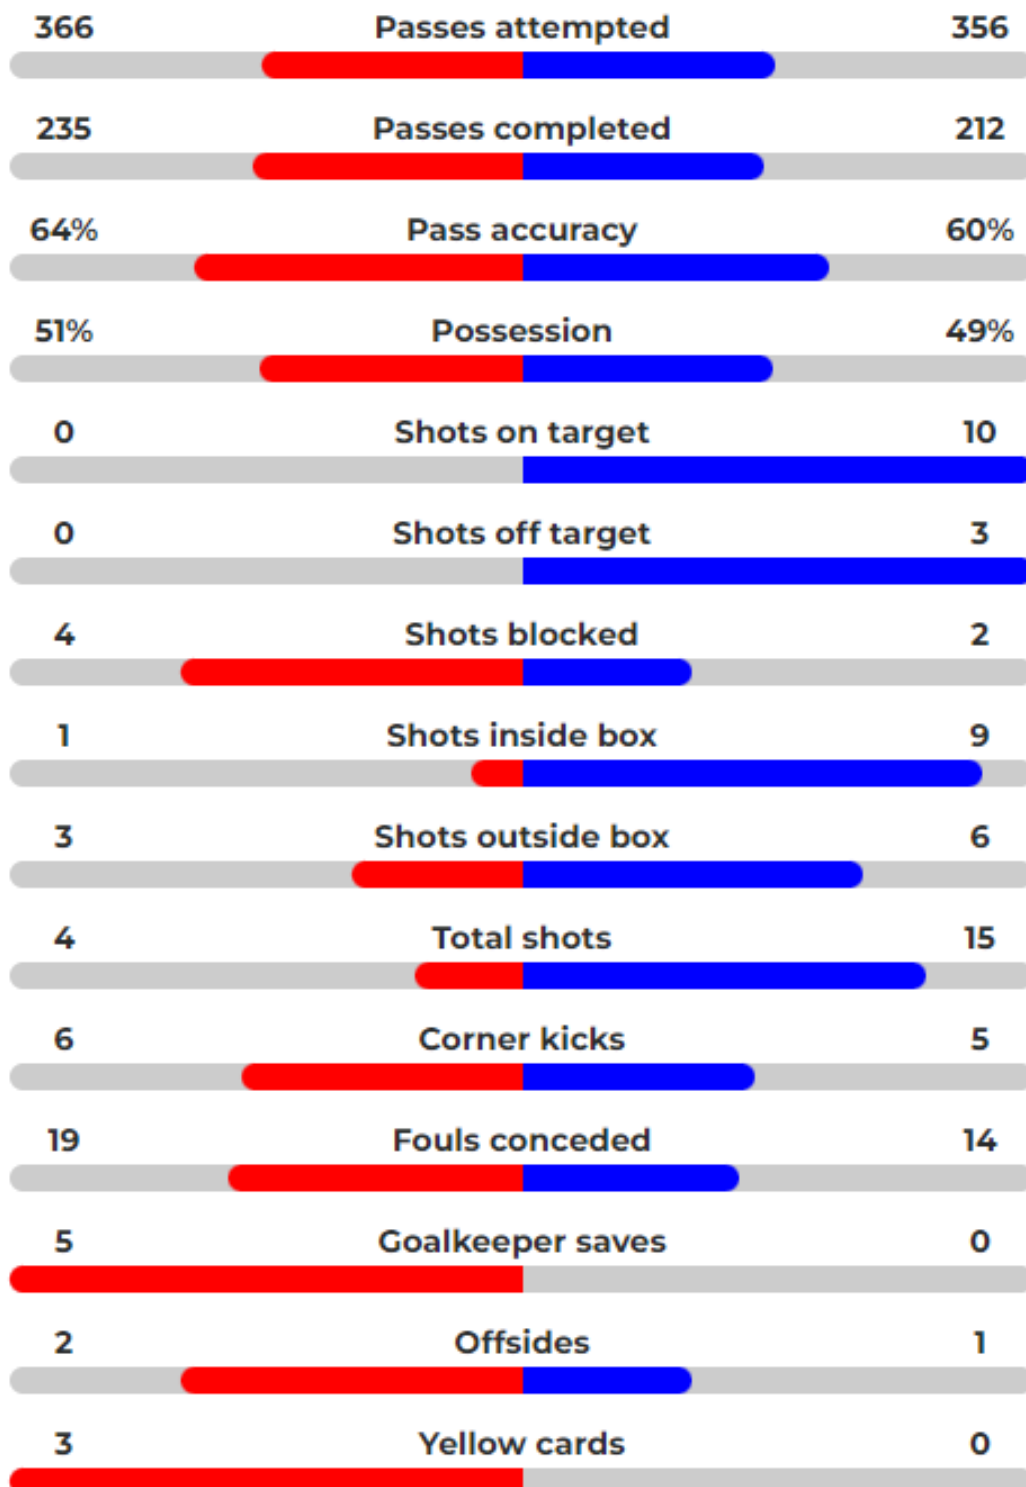 366 Passes attempted 356
235 Passes completed 212
64% Pass accuracy 60%
51% Possession 49%
0 Shots on target 10
0 Shots off target 3
4 Shots blocked 2
1 Shots inside box 9
3 Shots outside box 6
4 Total shots 15
6 Corner kicks 5
19 Fouls conceded 14
5 Goalkeeper saves 0
2 Offsides 1
3 Yellow cards 0